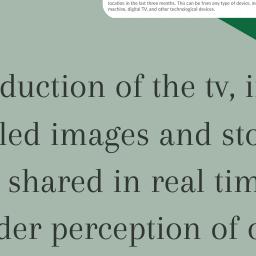 location in the last three months. This can be from any type of device, in
machine, digital TV, and other technological devices.
duction of the tv, i
led images and sto
shared in real tim
der perception of o